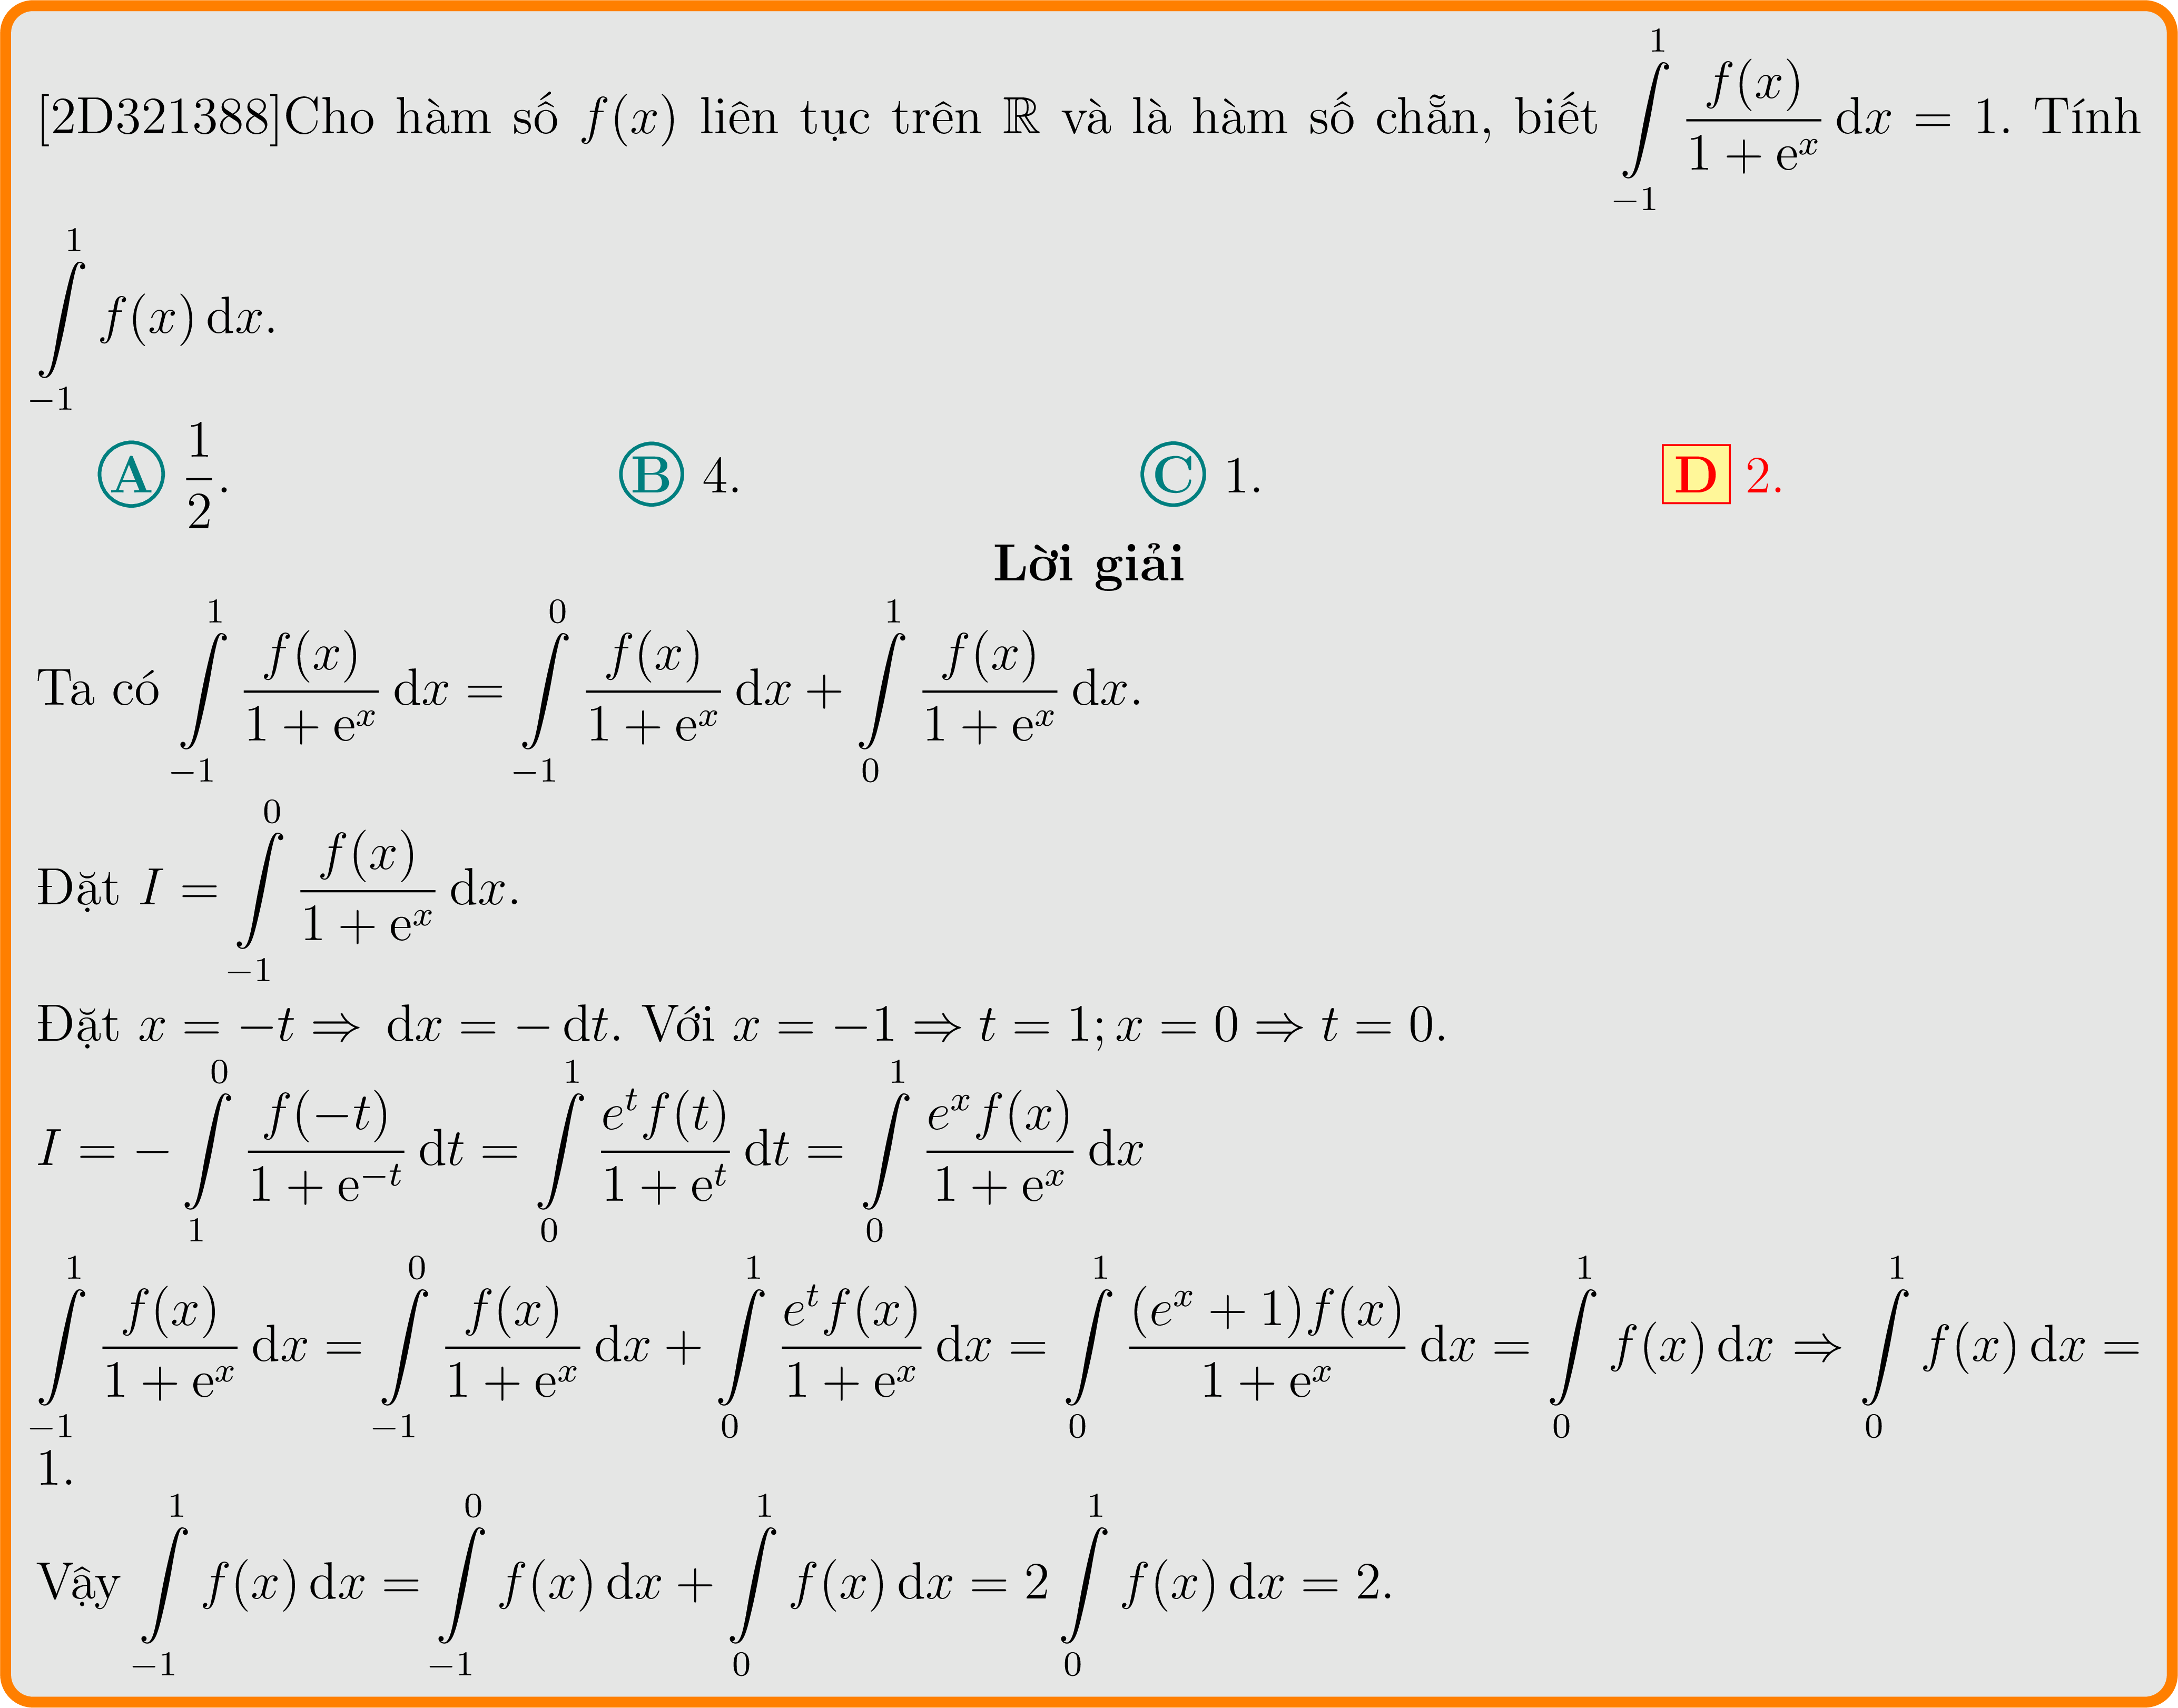 [2D321388]Cho hàm số $f(x)$ liên tục trên $\mathbb{R}$ và là hàm số chẵn, biết $\int\limits_{-1}^{1} \frac{f(x)}{1+\mathrm{e}^x}\,\mathrm{d}x = 1$. Tính
$\int\limits_{-1}^{1} f(x)\,\mathrm{d}x$.
A $\frac{1}{2}$. B 4. C 1. D 2.
Lời giải
Ta có $\int\limits_{-1}^{1} \frac{f(x)}{1+\mathrm{e}^x}\,\mathrm{d}x = \int\limits_{-1}^{0} \frac{f(x)}{1+\mathrm{e}^x}\,\mathrm{d}x + \int\limits_{0}^{1} \frac{f(x)}{1+\mathrm{e}^x}\,\mathrm{d}x$.
Đặt $I = \int\limits_{-1}^{0} \frac{f(x)}{1+\mathrm{e}^x}\,\mathrm{d}x$.
Đặt $x = -t \Rightarrow \mathrm{d}x = -\,\mathrm{d}t$. Với $x = -1 \Rightarrow t = 1; x = 0 \Rightarrow t = 0$.
$I = -\int\limits_{1}^{0} \frac{f(-t)}{1+\mathrm{e}^{-t}}\,\mathrm{d}t = \int\limits_{0}^{1} \frac{e^t f(t)}{1+\mathrm{e}^t}\,\mathrm{d}t = \int\limits_{0}^{1} \frac{e^x f(x)}{1+\mathrm{e}^x}\,\mathrm{d}x$
$\int\limits_{-1}^{1} \frac{f(x)}{1+\mathrm{e}^x}\,\mathrm{d}x = \int\limits_{-1}^{0} \frac{f(x)}{1+\mathrm{e}^x}\,\mathrm{d}x + \int\limits_{0}^{1} \frac{e^t f(x)}{1+\mathrm{e}^x}\,\mathrm{d}x = \int\limits_{0}^{1} \frac{(e^x+1)f(x)}{1+\mathrm{e}^x}\,\mathrm{d}x = \int\limits_{0}^{1} f(x)\,\mathrm{d}x \Rightarrow \int\limits_{0}^{1} f(x)\,\mathrm{d}x =$
1.
Vậy $\int\limits_{-1}^{1} f(x)\,\mathrm{d}x = \int\limits_{-1}^{0} f(x)\,\mathrm{d}x + \int\limits_{0}^{1} f(x)\,\mathrm{d}x = 2\int\limits_{0}^{1} f(x)\,\mathrm{d}x = 2$.